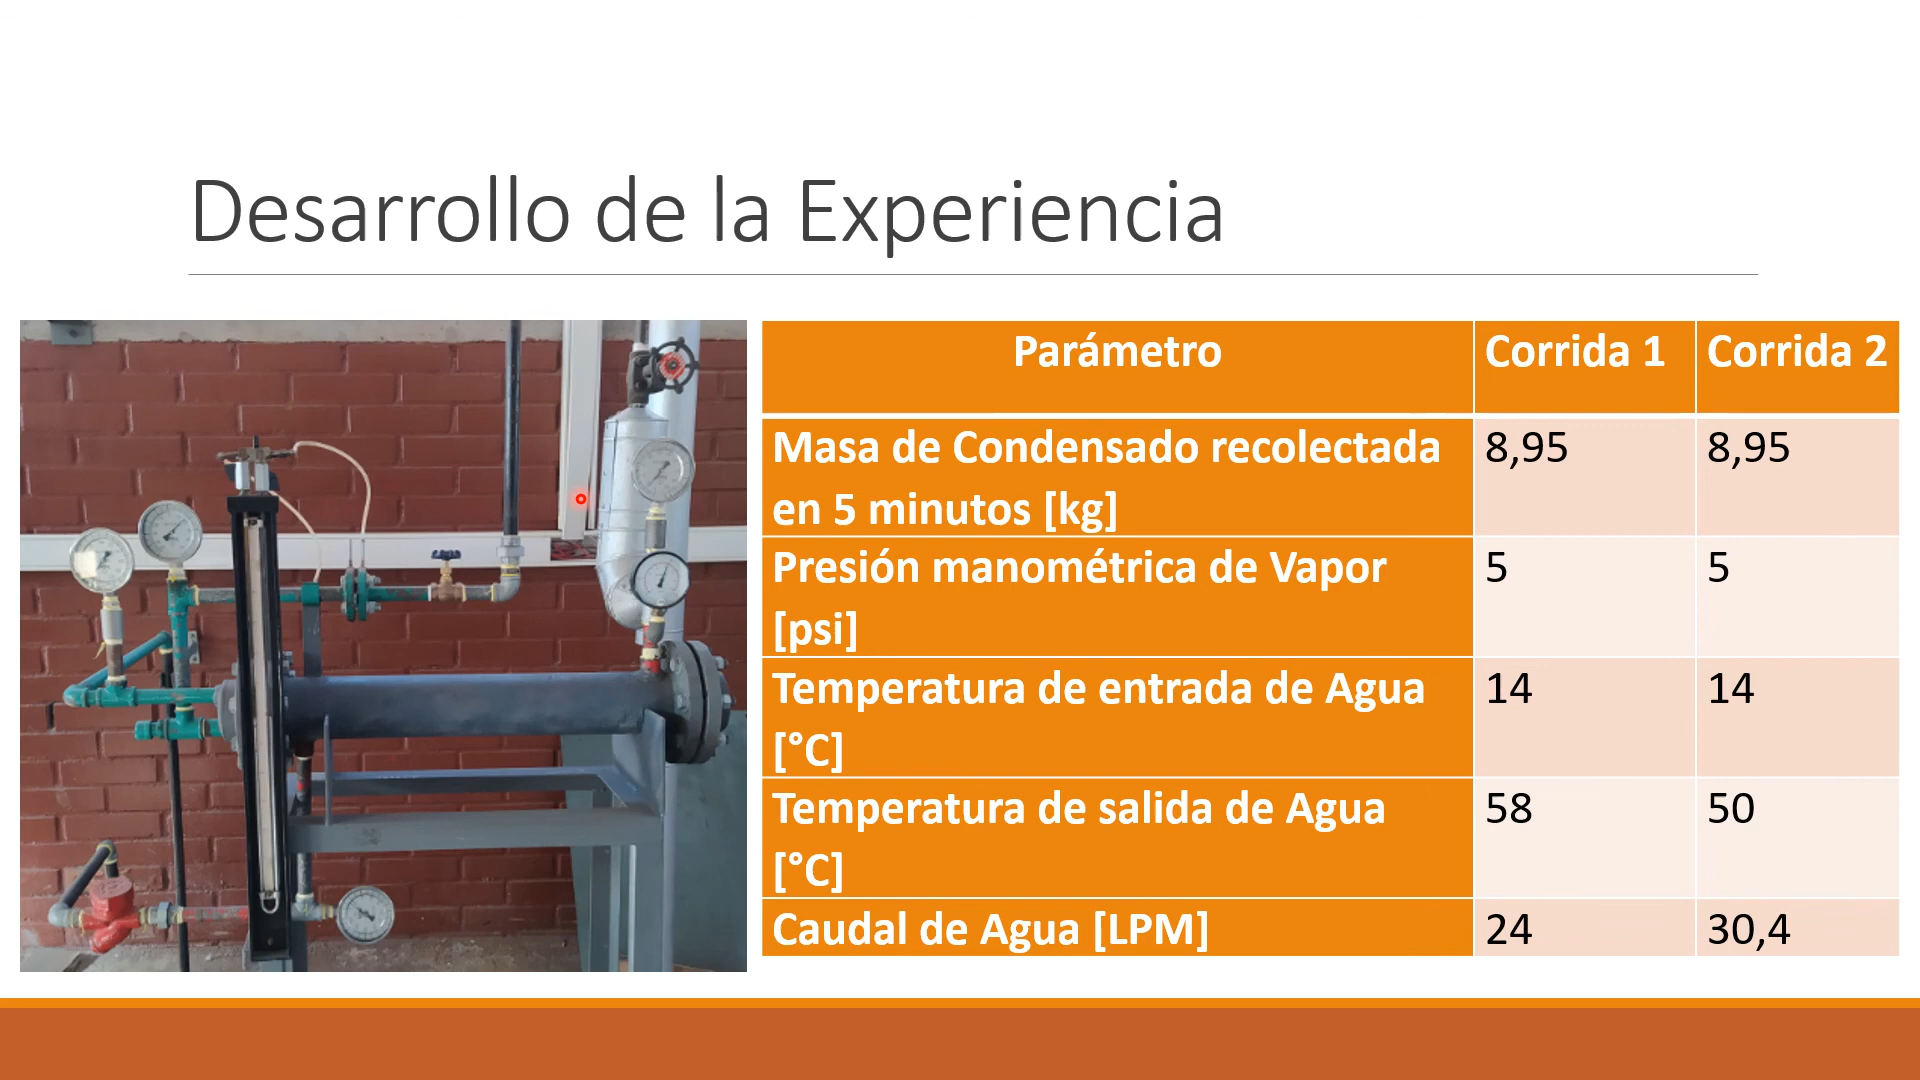 Desarrollo de la Experiencia
Parámetro Corrida 1 Corrida 2
Masa de Condensado recolectada 8,95 8,95
en 5 minutos [kg]
Presión manométrica de Vapor 5 5
[psi]
Temperatura de entrada de Agua 14 14
[°C]
Temperatura de salida de Agua 58 50
[°C]
Caudal de Agua [LPM] 24 30,4